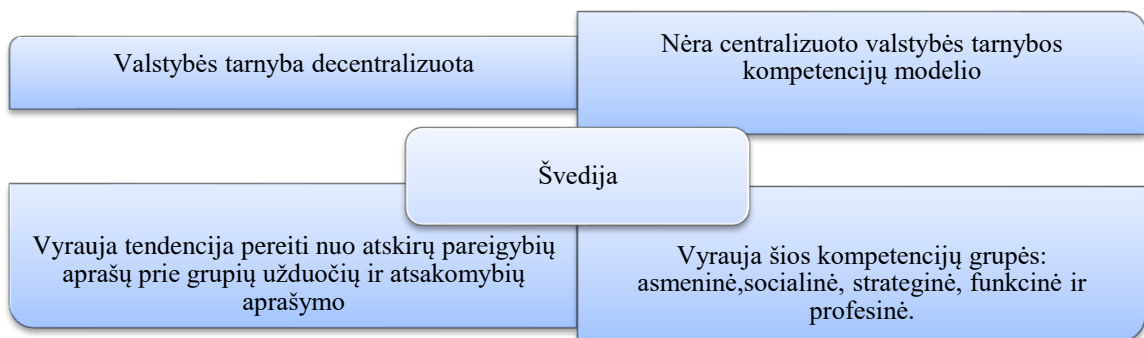 Valstybės tarnyba decentralizuota
Nėra centralizuoto valstybės tarnybos
kompetencijų modelio
Švedija
Vyrauja tendencija pereiti nuo atskirų pareigybių
aprašų prie grupių užduočių ir atsakomybių
aprašymo
Vyrauja šios kompetencijų grupės:
asmeninė,socialinė, strateginė, funkcinė ir
profesinė.